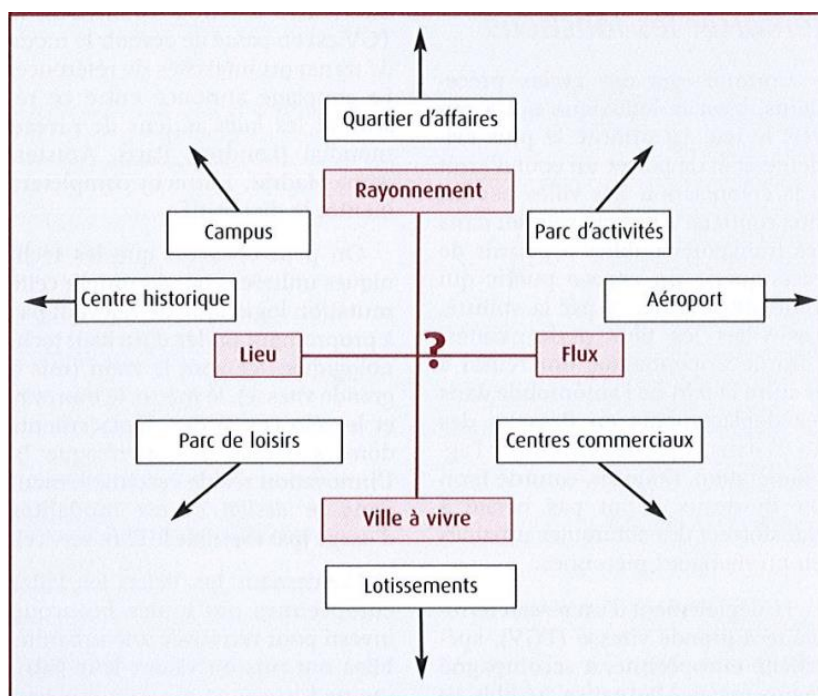 Quartier d'affaires
Rayonnement
Campus
Parc d'activités
Centre historique
Aéroport
Lieu
?
Flux
Parc de loisirs
Centres commerciaux
Ville à vivre
Lotissements